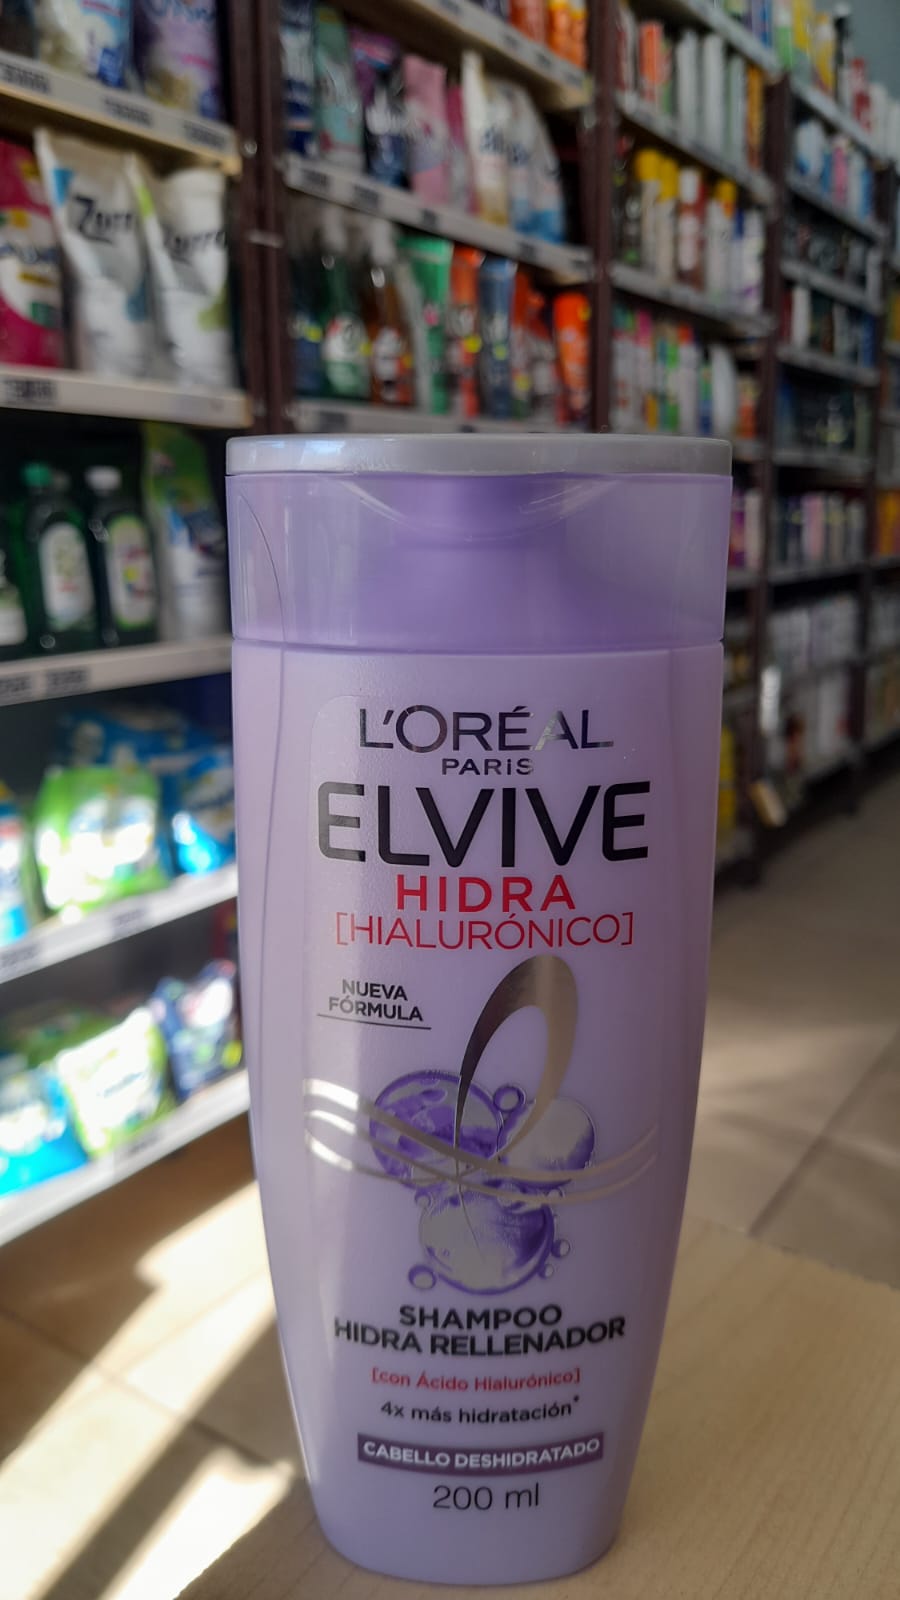 Zorro
L'ORÉAL
PARIS
ELVIVE
HIDRA
[HIALURÓNICO]
NUEVA
FÓRMULA
SHAMPOO
HIDRA RELLENADOR
[con Ácido Hialurónico]
4x más hidratación*
CABELLO DESHIDRATADO
200 ml